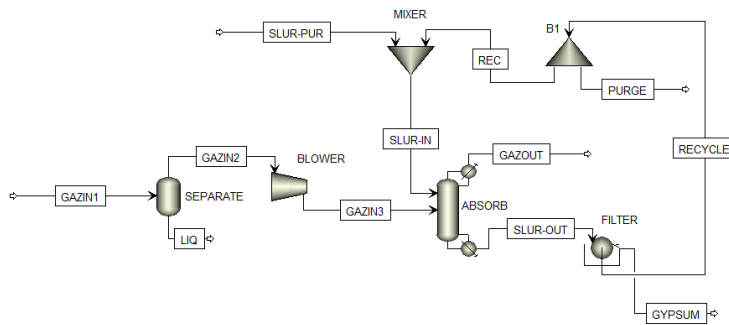 MIXER
B1
SLUR-PUR
REC
PURGE
SLUR-IN
RECYCLE
GAZIN2
BLOWER
GAZOUT
GAZIN1
SEPARATE
GAZIN3
ABSORB
FILTER
SLUR-OUT
LIQ
GYPSUM